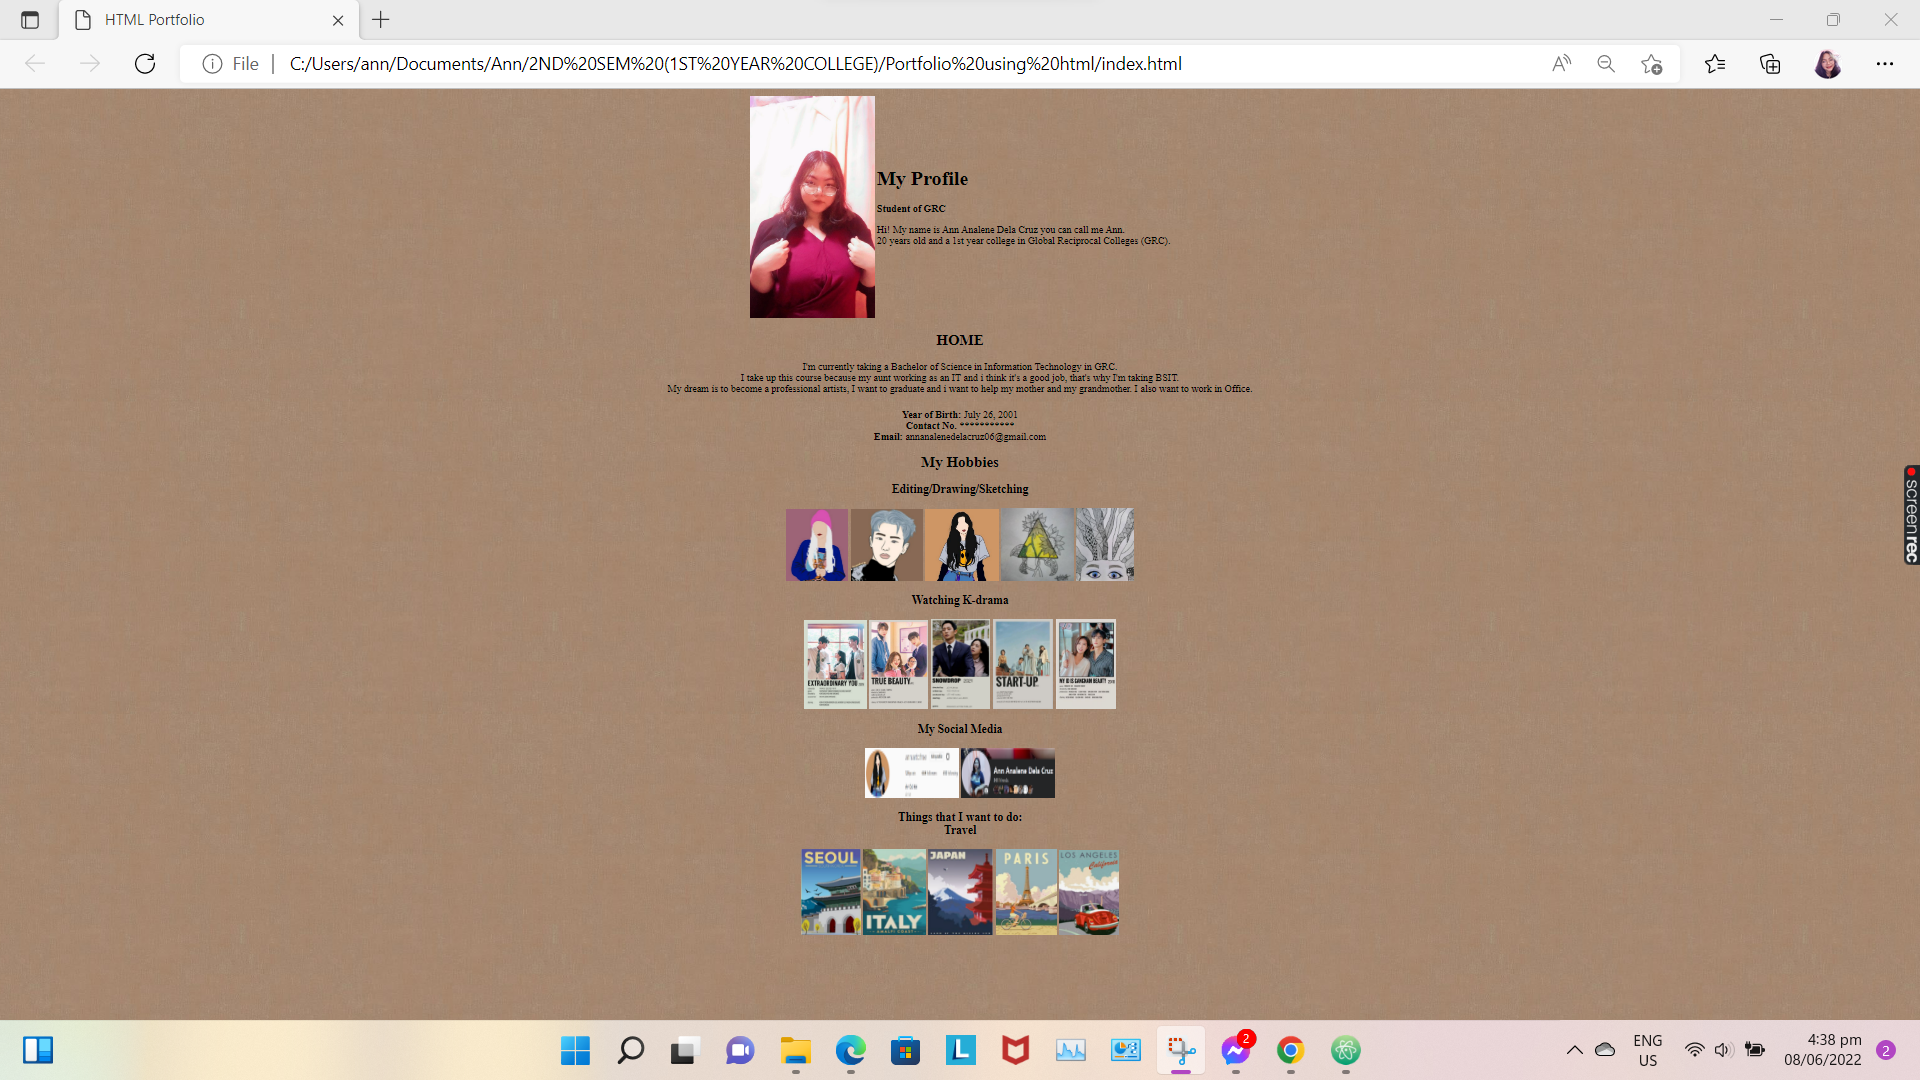 HTML Portfolio
File
C:/Users/ann/Documents/Ann/2ND%20SEM%20(1ST%20YEAR%20COLLEGE)/Portfolio%20using%20html/index.html
My Profile
Student of GRC
Hi! My name is Ann Analene Dela Cruz you can call me Ann.
20 years old and a 1st year college in Global Reciprocal Colleges (GRC).
HOME
I'm currently taking a Bachelor of Science in Information Technology in GRC.
I take up this course because my aunt working as an IT and i think it's a good job, that's why I'm taking BSIT.
My dream is to become a professional artists, I want to graduate and i want to help my mother and my grandmother. I also want to work in Office.
Year of Birth: July 26, 2001
Contact No. ***********
Email: annanalenedelacruz06@gmail.com
My Hobbies
Editing/Drawing/Sketching
Watching K-drama
EXTRAORDINARY YOU
TRUE BEAUTY
SNOWDROP
START-UP
MY ID IS GANGNAM BEAUTY
My Social Media
Ann Analene Dela Cruz
Things that I want to do:
Travel
SEOUL
ITALY
AMALFI COAST
JAPAN
PARIS
LOS ANGELES
California
screenrec
2
ENG
US
4:38 pm
08/06/2022
2